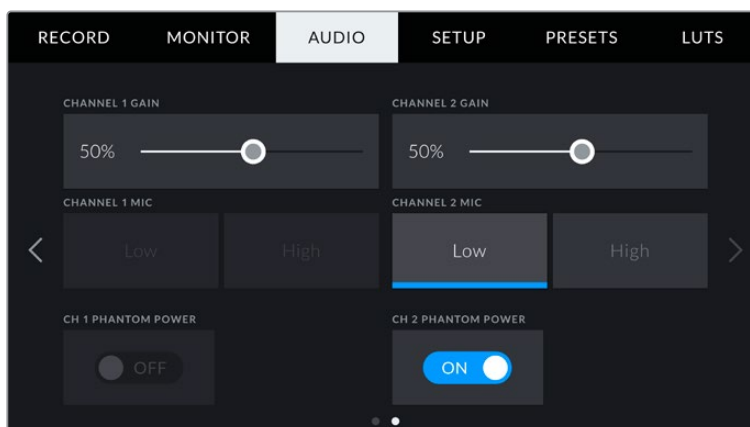 RECORD MONITOR AUDIO SETUP PRESETS LUTS
CHANNEL 1 GAIN CHANNEL 2 GAIN
50% 50%
CHANNEL 1 MIC CHANNEL 2 MIC
Low High Low High
CH 1 PHANTOM POWER CH 2 PHANTOM POWER
OFF ON